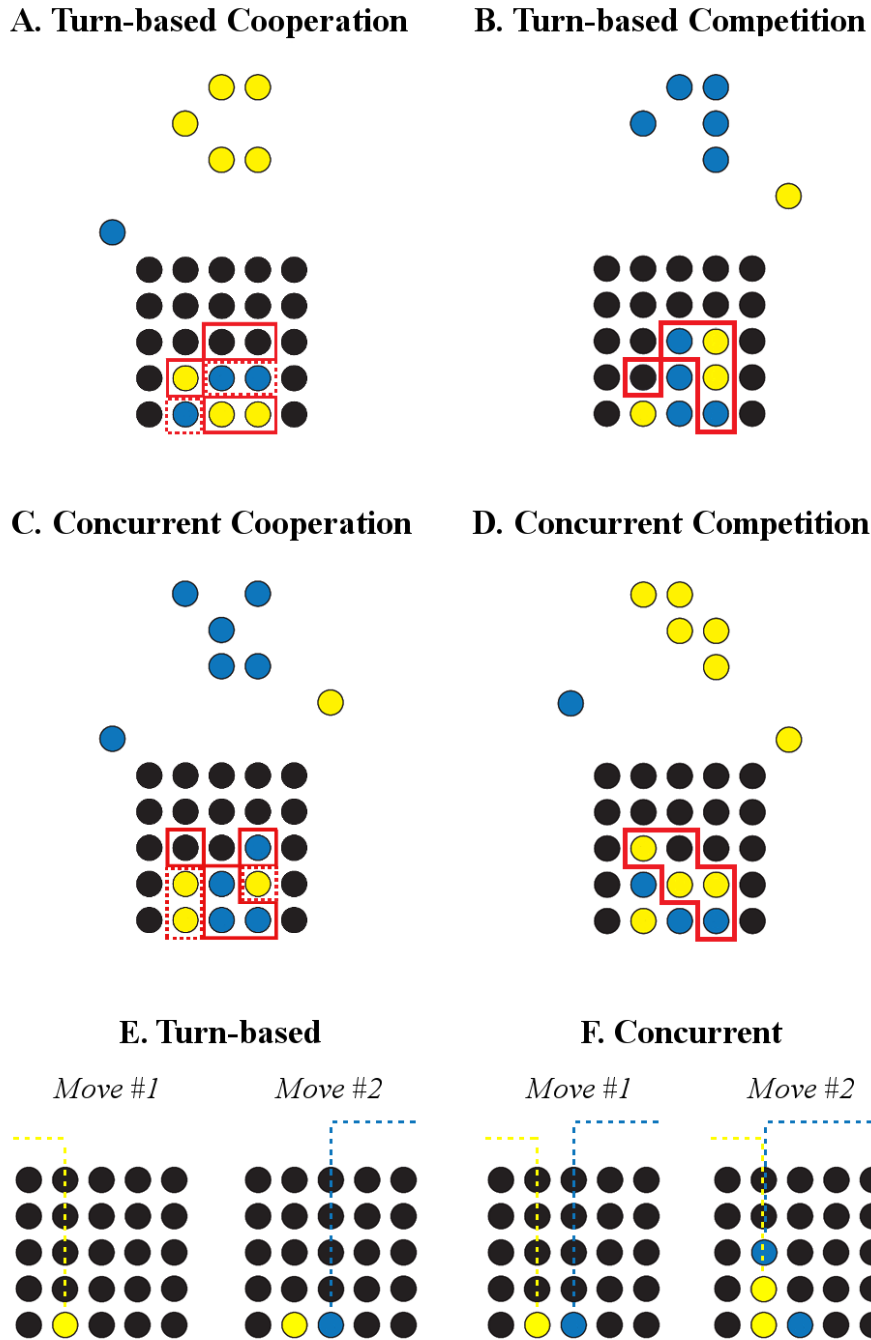 A. Turn-based Cooperation
B. Turn-based Competition
C. Concurrent Cooperation
D. Concurrent Competition
E. Turn-based
F. Concurrent
Move #1
Move #2
Move #1
Move #2